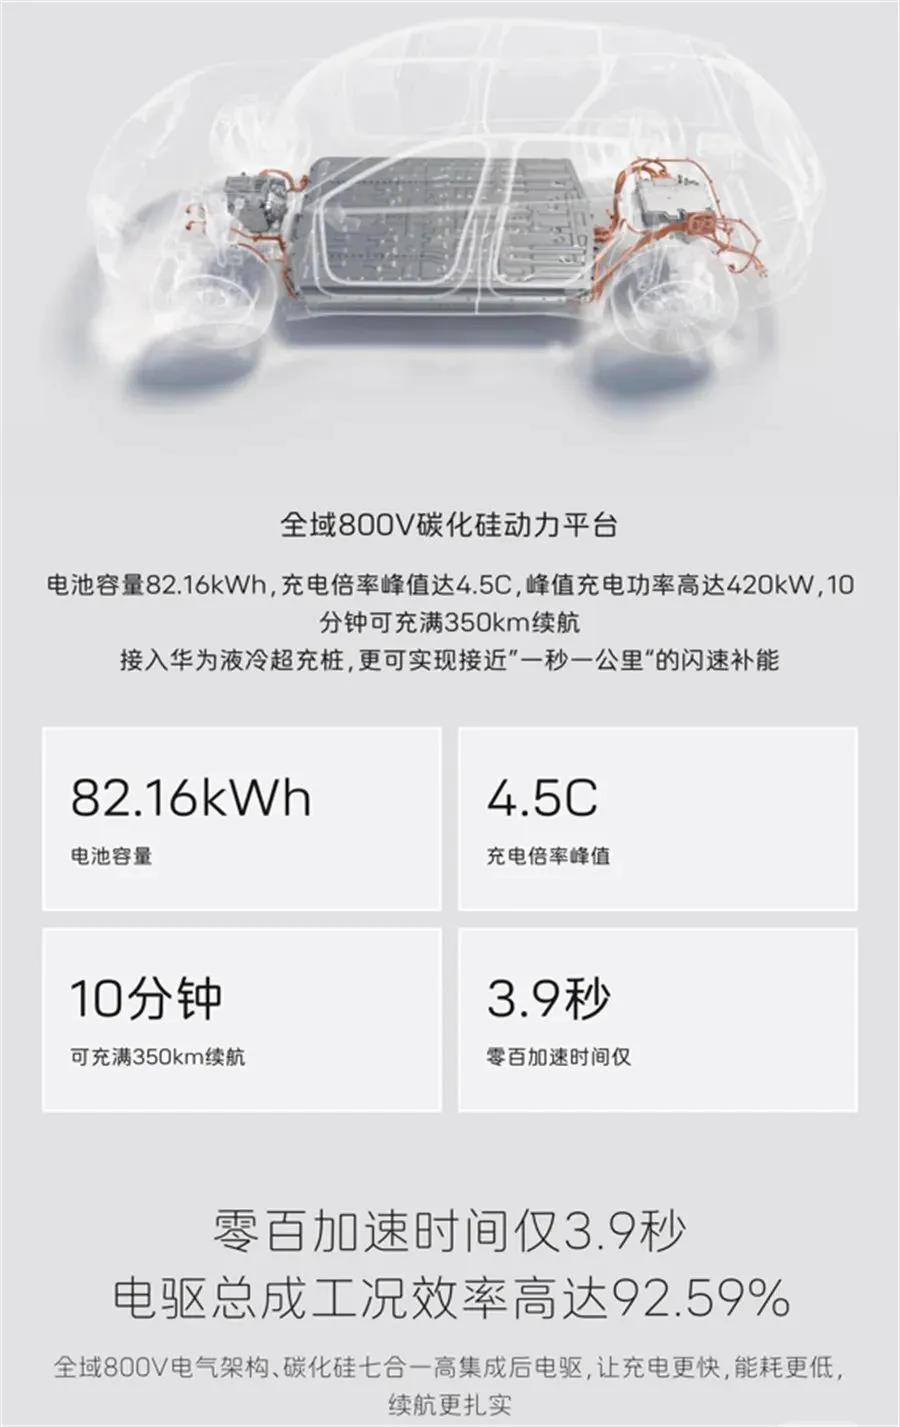 全域800V碳化硅动力平台
电池容量82.16kWh,充电倍率峰值达4.5C,峰值充电功率高达420kW,10
分钟可充满350km续航
接入华为液冷超充桩,更可实现接近”一秒一公里“的闪速补能
82.16kWh
电池容量
4.5C
充电倍率峰值
10分钟
可充满350km续航
3.9秒
零百加速时间仅
零百加速时间仅3.9秒
电驱总成工况效率高达92.59%
全域800V电气架构、碳化硅七合一高集成后电驱,让充电更快,能耗更低,
续航更扎实